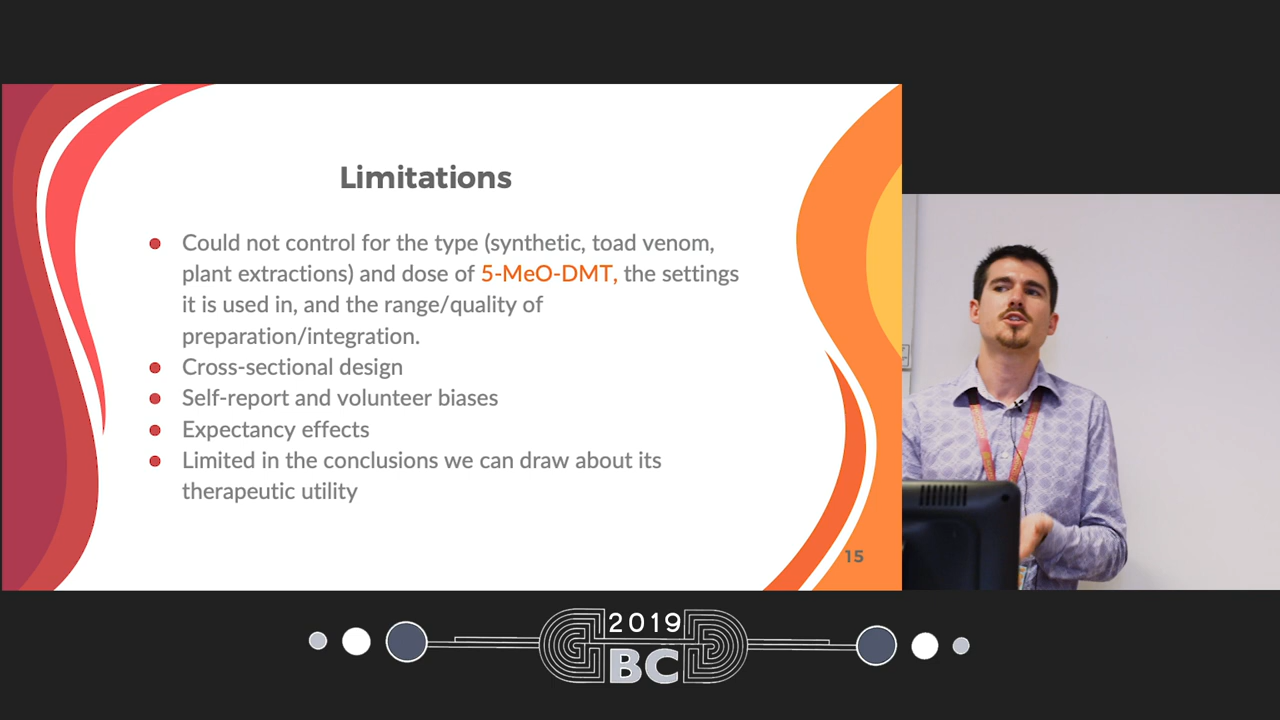 Limitations
Could not control for the type (synthetic, toad venom,
plant extractions) and dose of 5-MeO-DMT, the settings
it is used in, and the range/quality of
preparation/integration.
Cross-sectional design
Self-report and volunteer biases
Expectancy effects
Limited in the conclusions we can draw about its
therapeutic utility
15
2019
BC